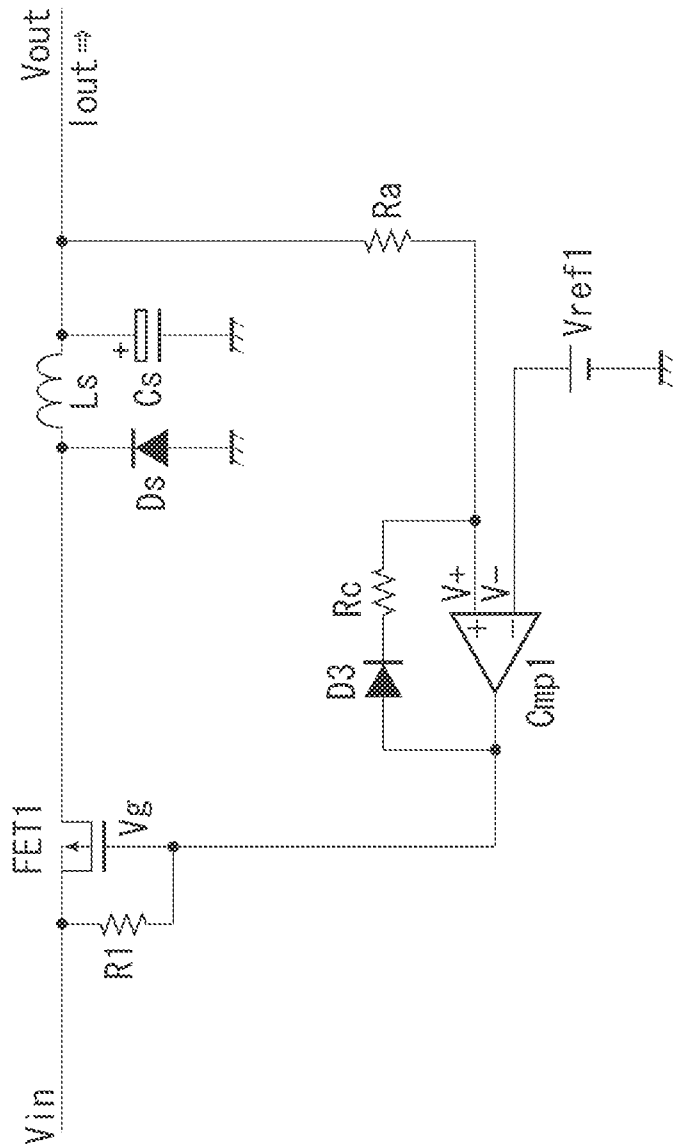 Vin
FET1
Vout
Iout⇒
R1
Vg
Ds
Ls
+
Cs
Ra
D3
Rc
V+
V-
+
-
Cmp1
Vref1